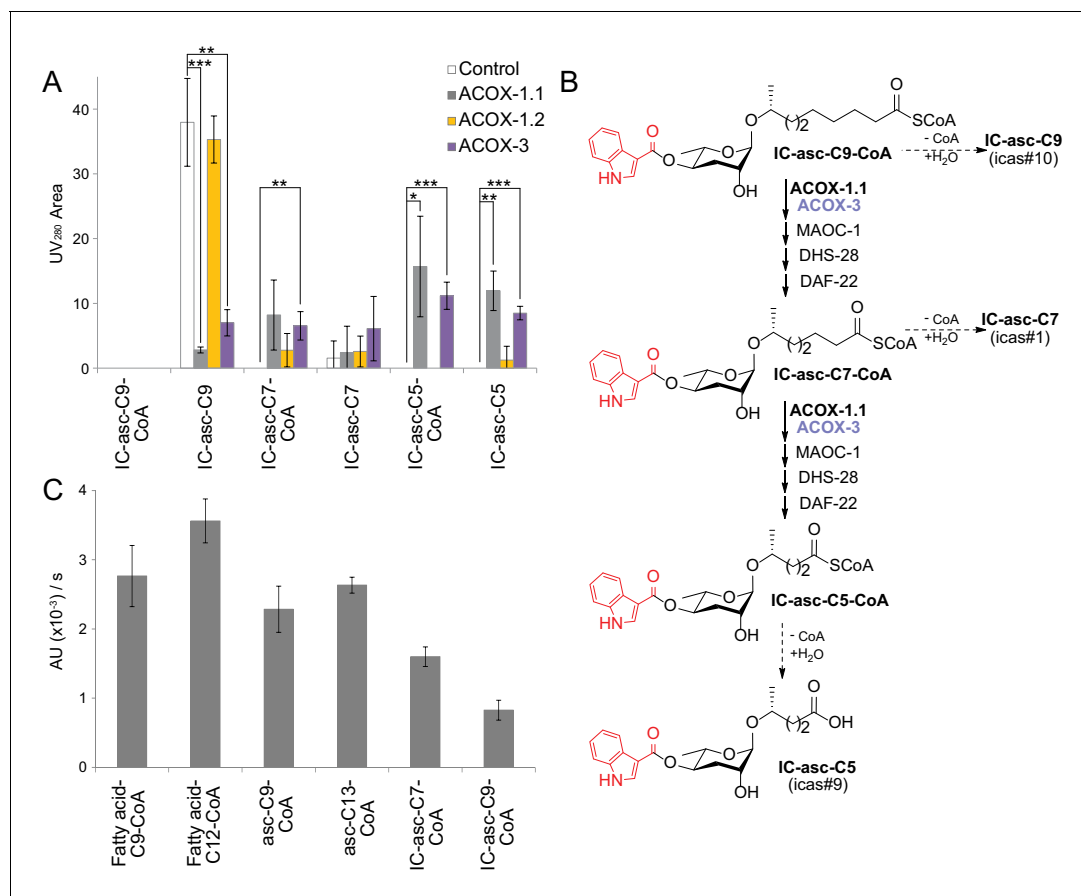 A
** 
***
Control
ACOX-1.1
ACOX-1.2
ACOX-3
UV280 Area
40
30
20
10
0
**
***
*
***
**
IC-asc-C9-
CoA
IC-asc-C9
IC-asc-C7-
CoA
IC-asc-C7
IC-asc-C5-
CoA
IC-asc-C5
B
O
SCoA
O
( )2
O
O
O
HN
OH
IC-asc-C9-CoA
- CoA
+H2O
IC-asc-C9
(icas#10)
ACOX-1.1
ACOX-3
MAOC-1
DHS-28
DAF-22
O
SCoA
O
( )2
O
O
O
HN
OH
IC-asc-C7-CoA
- CoA
+H2O
IC-asc-C7
(icas#1)
ACOX-1.1
ACOX-3
MAOC-1
DHS-28
DAF-22
O
SCoA
O
( )2
O
O
O
HN
OH
IC-asc-C5-CoA
- CoA
+H2O
O
OH
O
( )2
O
O
O
HN
OH
IC-asc-C5
(icas#9)
C
AU (x10-3) / s
4
3
2
1
0
Fatty acid-
C9-CoA
Fatty acid-
C12-CoA
asc-C9-
CoA
asc-C13-
CoA
IC-asc-C7-
CoA
IC-asc-C9-
CoA